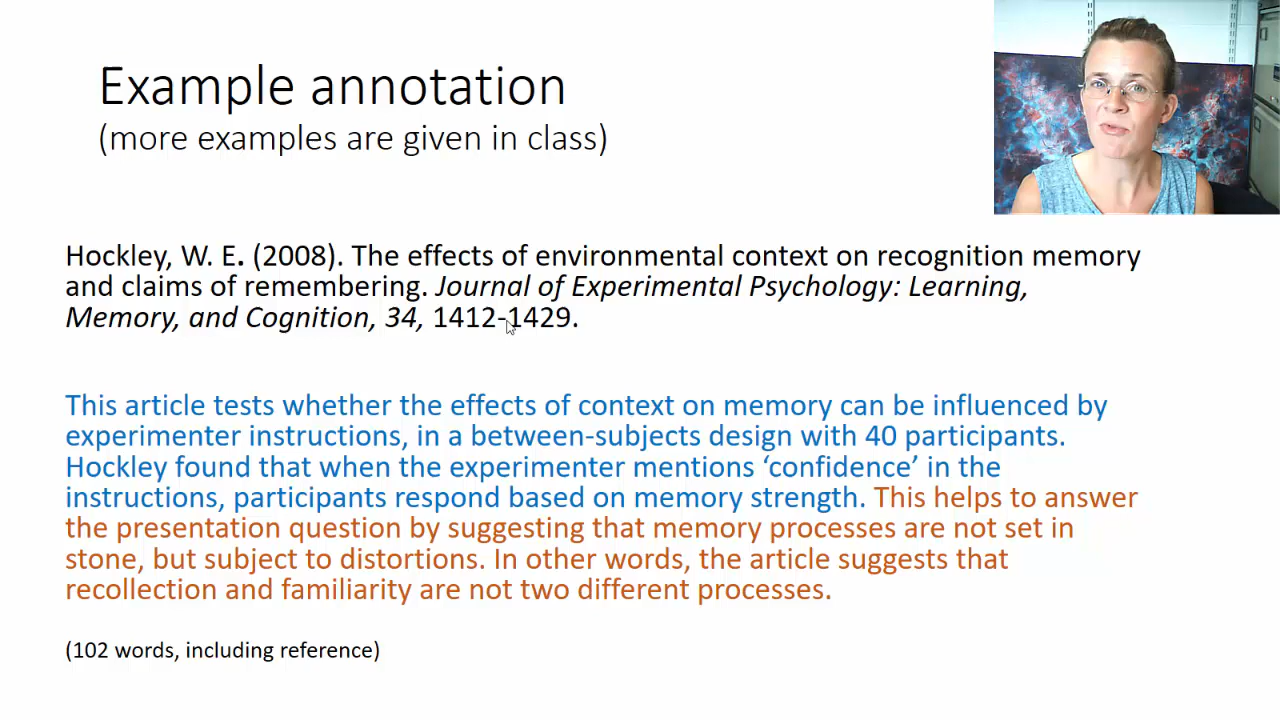 Example annotation
(more examples are given in class)
Hockley, W. E. (2008). The effects of environmental context on recognition memory
and claims of remembering. Journal of Experimental Psychology: Learning,
Memory, and Cognition, 34, 1412-1429.
This article tests whether the effects of context on memory can be influenced by
experimenter instructions, in a between-subjects design with 40 participants.
Hockley found that when the experimenter mentions ‘confidence’ in the
instructions, participants respond based on memory strength. This helps to answer
the presentation question by suggesting that memory processes are not set in
stone, but subject to distortions. In other words, the article suggests that
recollection and familiarity are not two different processes.
(102 words, including reference)